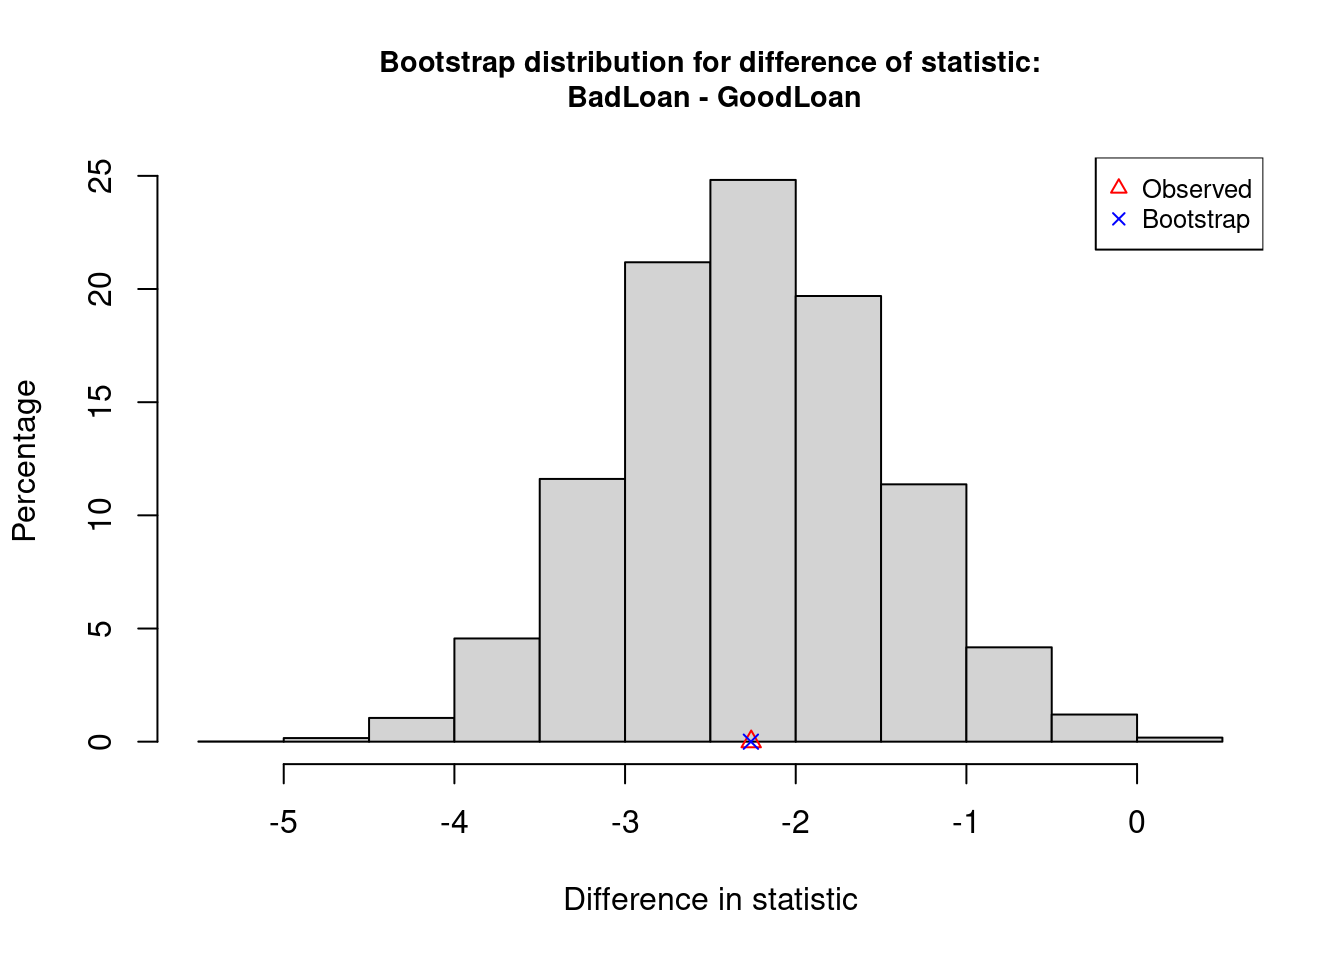 Bootstrap distribution for difference of statistic:
BadLoan - GoodLoan
Observed
Bootstrap
Percentage
25
20
15
10
5
0
-5 -4 -3 -2 -1 0
Difference in statistic